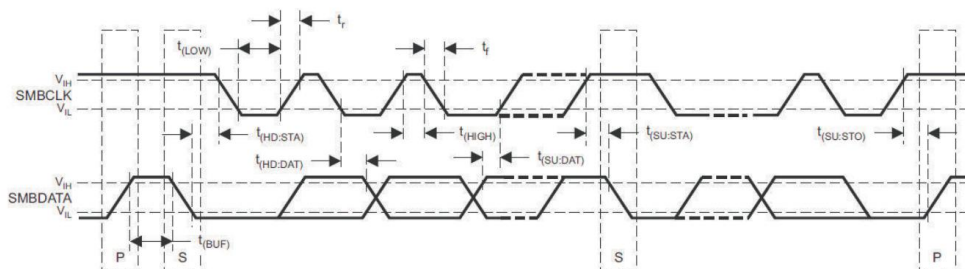 tr
t(LOW)
tf
VIH
SMBCLK
VIL
t(HD:STA)
t(HIGH)
t(SU:STA)
t(SU:STO)
t(HD:DAT)
t(SU:DAT)
VIH
SMBDATA
VIL
t(BUF)
P
S
S
P